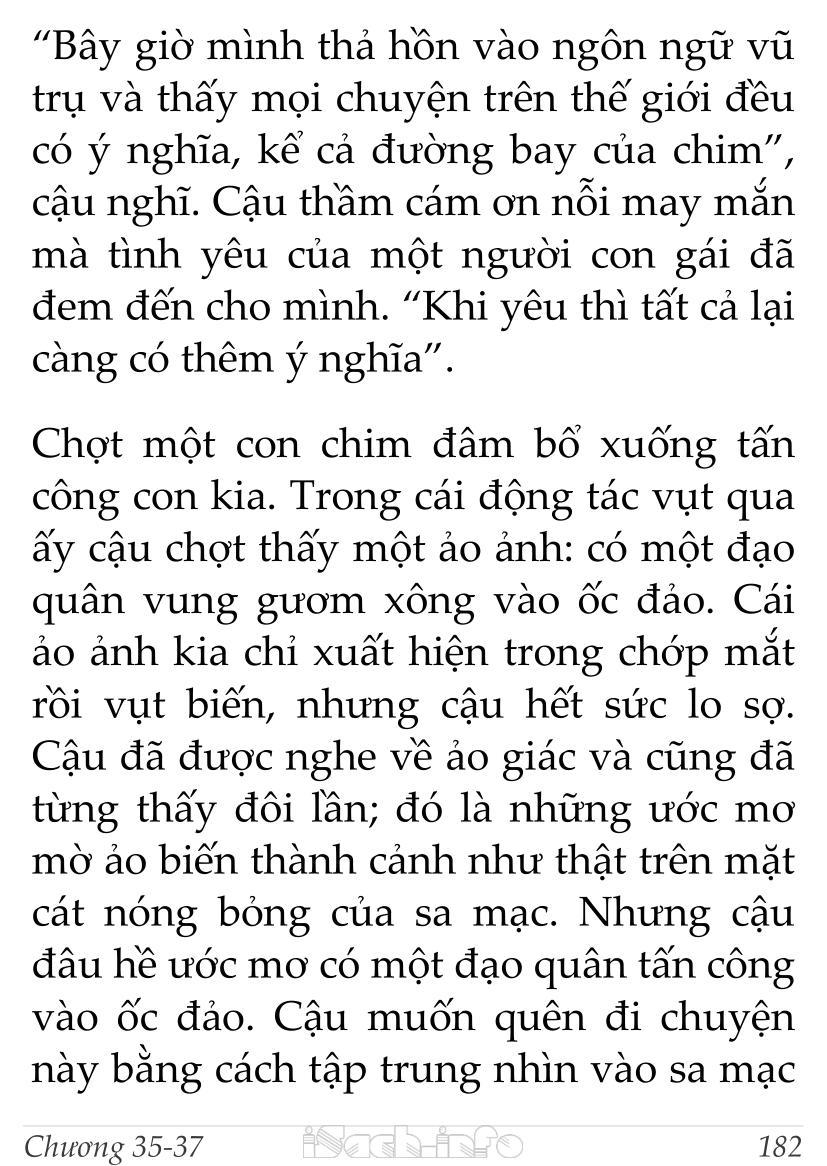 “Bây giờ mình thả hồn vào ngôn ngữ vũ
trụ và thấy mọi chuyện trên thế giới đều
có ý nghĩa, kể cả đường bay của chim”,
cậu nghĩ. Cậu thầm cám ơn nỗi may mắn
mà tình yêu của một người con gái đã
đem đến cho mình. “Khi yêu thì tất cả lại
càng có thêm ý nghĩa”.
Chợt một con chim đâm bổ xuống tấn
công con kia. Trong cái động tác vụt qua
ấy cậu chợt thấy một ảo ảnh: có một đạo
quân vung gươm xông vào ốc đảo. Cái
ảo ảnh kia chỉ xuất hiện trong chớp mắt
rồi vụt biến, nhưng cậu hết sức lo sợ.
Cậu đã được nghe về ảo giác và cũng đã
từng thấy đôi lần; đó là những ước mơ
mờ ảo biến thành cảnh như thật trên mặt
cát nóng bỏng của sa mạc. Nhưng cậu
đâu hề ước mơ có một đạo quân tấn công
vào ốc đảo. Cậu muốn quên đi chuyện
này bằng cách tập trung nhìn vào sa mạc
Chương 35-37 iSach.info 182